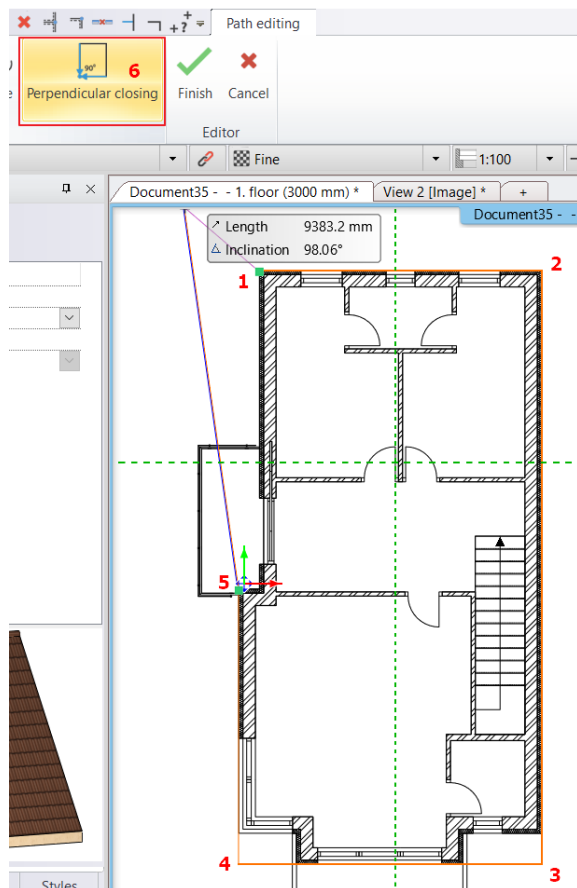 +?
Path editing
90°
6
Perpendicular closing
Finish
Cancel
Editor
Fine
1:100
Document35 - - 1. floor (3000 mm) *
View 2 [Image] *
+
Document35 - -
Length 9383.2 mm
Inclination 98.06°
1
2
5
4
3
Styles